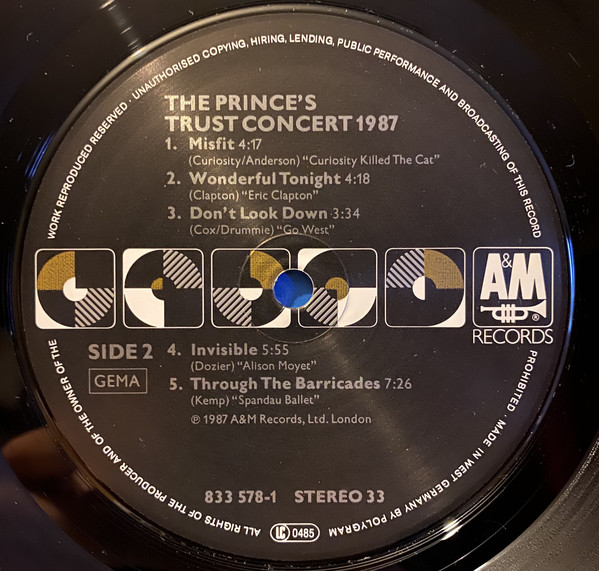 THE PRINCE'S
TRUST CONCERT 1987
1. Misfit 4:17
(Curiosity/Anderson) "Curiosity Killed The Cat"
2. Wonderful Tonight 4:18
(Clapton) "Eric Clapton"
3. Don't Look Down 3:34
(Cox/Drummie) "Go West"
A&M ®
RECORDS
SIDE 2
GEMA
4. Invisible 5:55
(Dozier) "Alison Moyer"
5. Through The Barricades 7:26
(Kemp) "Spandau Ballet"
℗ 1987 A&M Records, Ltd. London
833 578-1 STEREO 33
LC 0485
ALL RIGHTS OF THE PRODUCER AND OF THE OWNER OF THE WORK REPRODUCED RESERVED · UNAUTHORISED COPYING, HIRING, LENDING, PUBLIC PERFORMANCE AND BROADCASTING OF THIS RECORD PROHIBITED · MADE IN WEST GERMANY BY POLYGRAM